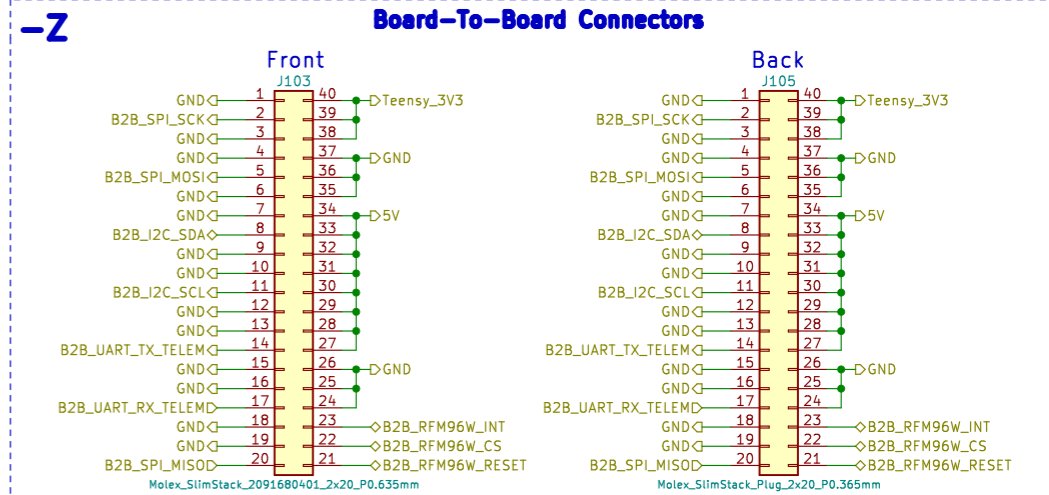 -Z
Board-To-Board Connectors
Front
J103
GND 1 40 Teensy_3V3
B2B_SPI_SCK 2 39
GND 3 38
GND 4 37 GND
B2B_SPI_MOSI 5 36
GND 6 35
GND 7 34 5V
B2B_I2C_SDA 8 33
GND 9 32
GND 10 31
B2B_I2C_SCL 11 30
GND 12 29
GND 13 28
B2B_UART_TX_TELEM 14 27
GND 15 26 GND
GND 16 25
B2B_UART_RX_TELEM 17 24
GND 18 23 B2B_RFM96W_INT
GND 19 22 B2B_RFM96W_CS
B2B_SPI_MISO 20 21 B2B_RFM96W_RESET
Molex_SlimStack_2091680401_2x20_P0.635mm
Back
J105
GND 1 40 Teensy_3V3
B2B_SPI_SCK 2 39
GND 3 38
GND 4 37 GND
B2B_SPI_MOSI 5 36
GND 6 35
GND 7 34 5V
B2B_I2C_SDA 8 33
GND 9 32
GND 10 31
B2B_I2C_SCL 11 30
GND 12 29
GND 13 28
B2B_UART_TX_TELEM 14 27
GND 15 26 GND
GND 16 25
B2B_UART_RX_TELEM 17 24
GND 18 23 B2B_RFM96W_INT
GND 19 22 B2B_RFM96W_CS
B2B_SPI_MISO 20 21 B2B_RFM96W_RESET
Molex_SlimStack_Plug_2x20_P0.365mm